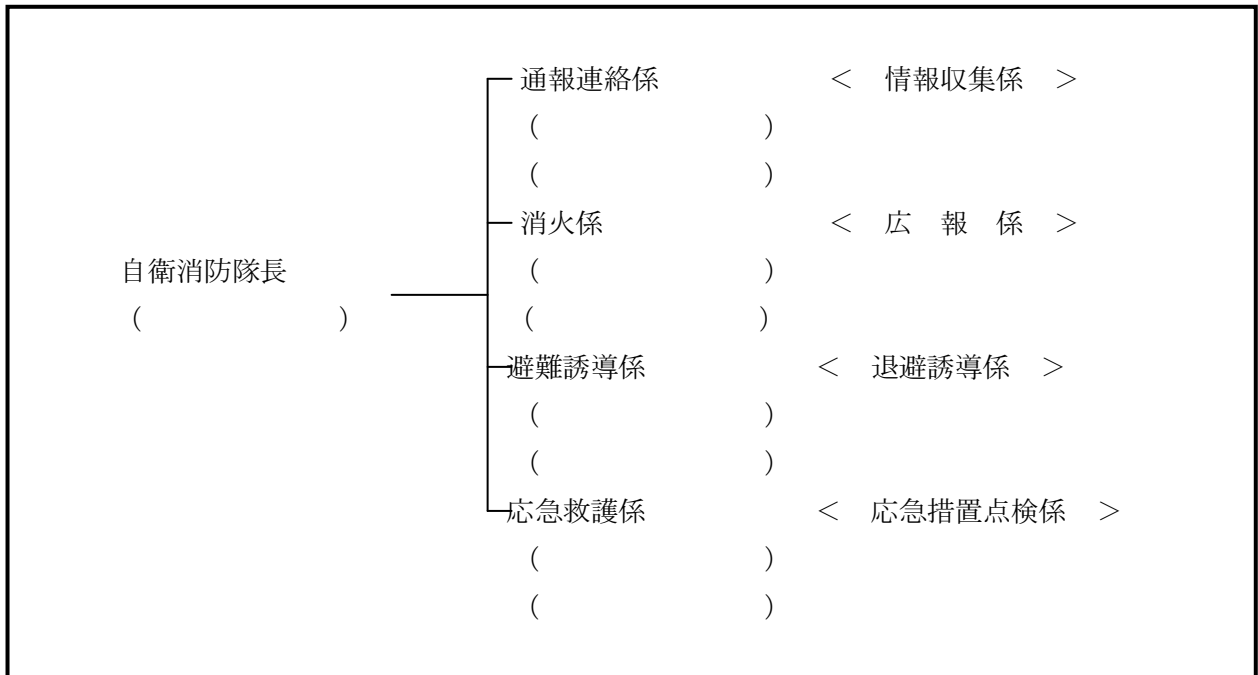 通報連絡係　＜　情報収集係　＞
（　　　　　　　　）
（　　　　　　　　）
消火係　＜　広　報　係　＞
自衛消防隊長　（　　　　　　　　）
（　　　　　　　）　（　　　　　　　　）
避難誘導係　＜　退避誘導係　＞
（　　　　　　　　）
（　　　　　　　　）
応急救護係　＜　応急措置点検係　＞
（　　　　　　　　）
（　　　　　　　　）